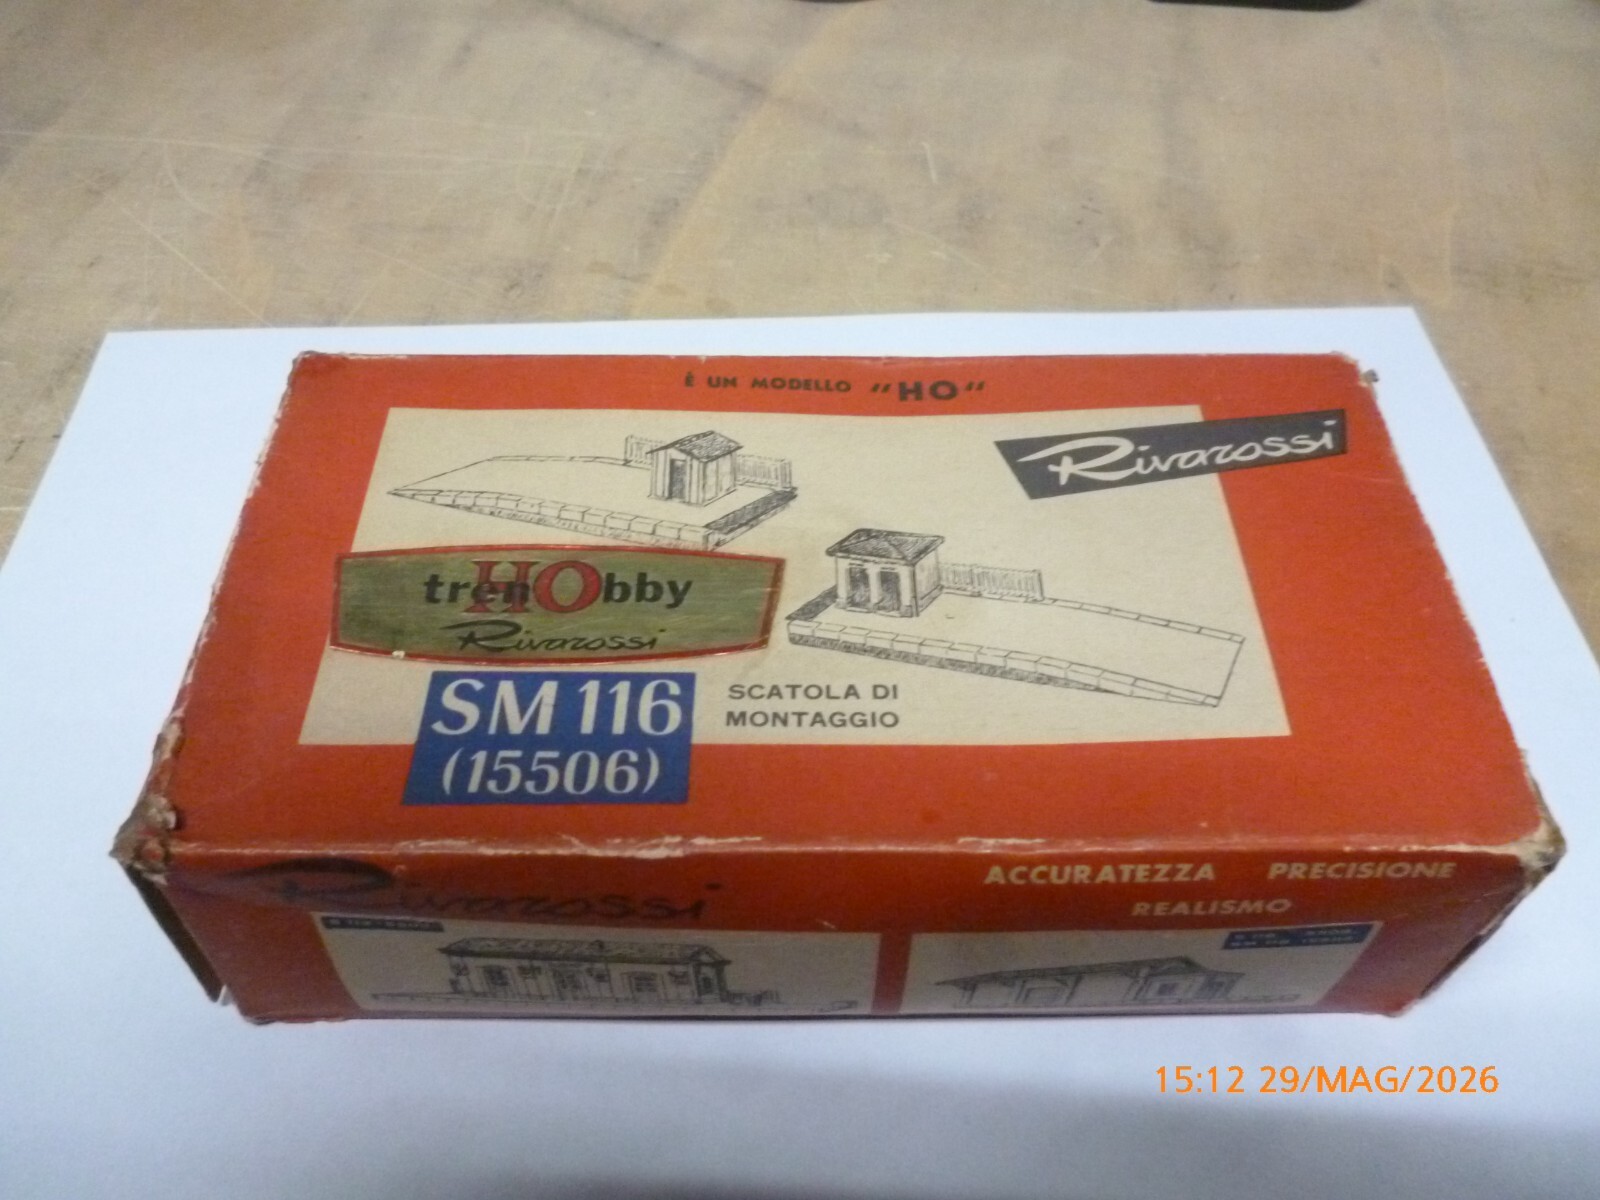 È UN MODELLO "HO"
Rivarossi
trenHObby
Rivarossi
SM 116
(15506)
SCATOLA DI
MONTAGGIO
Rivarossi
ACCURATEZZA PRECISIONE
REALISMO
15:12 29/MAG/2026